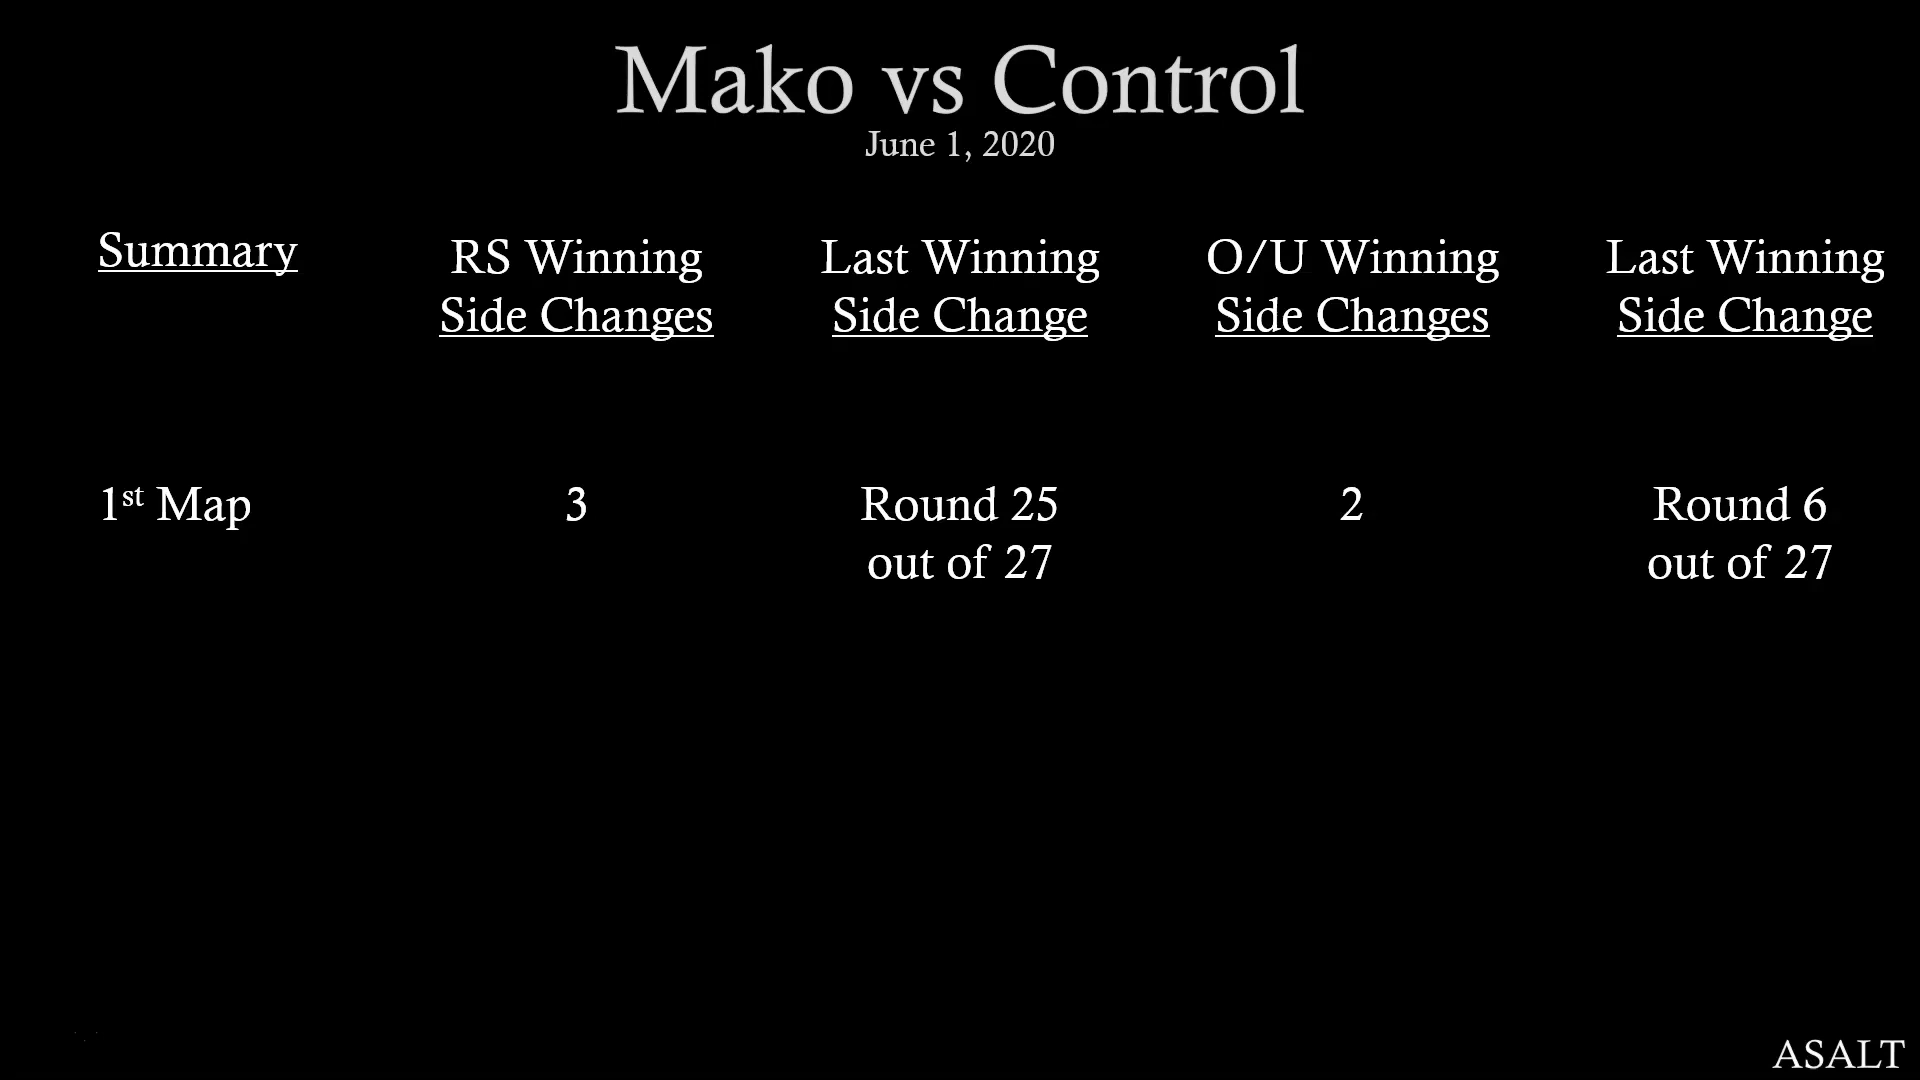 Mako vs Control
June 1, 2020
Summary
RS Winning
Side Changes
Last Winning
Side Change
O/U Winning
Side Changes
Last Winning
Side Change
1st Map
3
Round 25
out of 27
2
Round 6
out of 27
ASALT